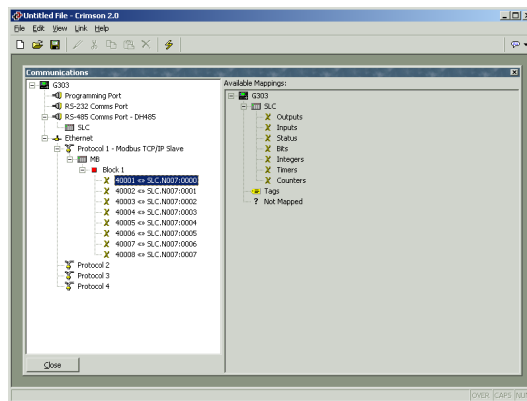 Untitled File - Crimson 2.0
File Edit View Link Help
Communications
G303
Programming Port
RS-232 Comms Port
RS-485 Comms Port - DH485
SLC
Ethernet
Protocol 1 - Modbus TCP/IP Slave
MB
Block 1
40001 <=> SLC.N007:0000
40002 <=> SLC.N007:0001
40003 <=> SLC.N007:0002
40004 <=> SLC.N007:0003
40005 <=> SLC.N007:0004
40006 <=> SLC.N007:0005
40007 <=> SLC.N007:0006
40008 <=> SLC.N007:0007
Protocol 2
Protocol 3
Protocol 4
Close
Available Mappings:
G303
SLC
Outputs
Inputs
Status
Bits
Integers
Timers
Counters
Tags
? Not Mapped
OVER CAPS NU